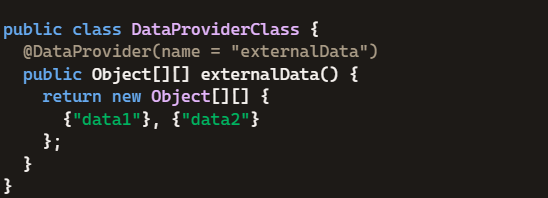 public class DataProviderClass {
  @DataProvider(name = "externalData")
  public Object[][] externalData() {
    return new Object[][] {
      {"data1"}, {"data2"}
    };
  }
}